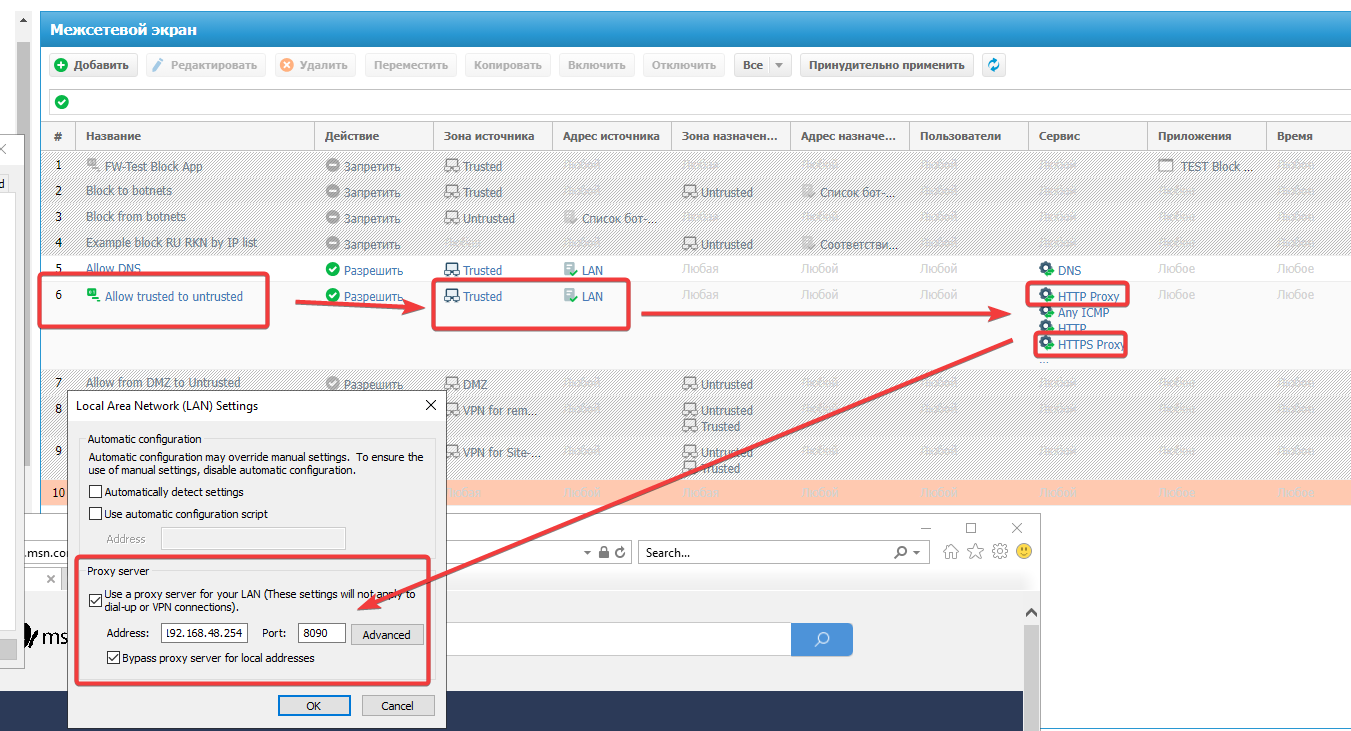 Межсетевой экран
Добавить Редактировать Удалить Переместить Копировать Включить Отключить Все Принудительно применить
# Название Действие Зона источника Адрес источника Зона назначен... Адрес назначе... Пользователи Сервис Приложения Время
1 FW-Test Block App Запретить Trusted Любой Любая Любой Любой Любой TEST Block ... Любое
2 Block to botnets Запретить Trusted Любой Untrusted Список бот-... Любой Любой Любое Любое
3 Block from botnets Запретить Untrusted Список бот-... Любая Любой Любой Любой Любое Любое
4 Example block RU RKN by IP list Запретить Любая Любой Untrusted Соответстви... Любой Любой Любое Любое
5 Allow DNS Разрешить Trusted LAN Любая Любой Любой DNS Любое Любое
6 Allow trusted to untrusted Разрешить Trusted LAN Любая Любой Любой HTTP Proxy Любое Любое
Any ICMP
HTTP
HTTPS Proxy
...
7 Allow from DMZ to Untrusted Разрешить DMZ Любой Untrusted Любой Любой Любой Любое Любое
8 VPN for rem... Любой Untrusted Любой Любой Любой Любое Любое
Trusted
9 VPN for Site-... Любой Untrusted Любой Любой Любой Любое Любое
Trusted
10 Любая Любой Любая Любой Любой Любой Любое Любое
d
Local Area Network (LAN) Settings
Automatic configuration
Automatic configuration may override manual settings. To ensure the
use of manual settings, disable automatic configuration.
Automatically detect settings
Use automatic configuration script
Address
Proxy server
Use a proxy server for your LAN (These settings will not apply to
dial-up or VPN connections).
Address: 192.168.48.254 Port: 8090 Advanced
Bypass proxy server for local addresses
OK Cancel
.msn.co
Search...
ms